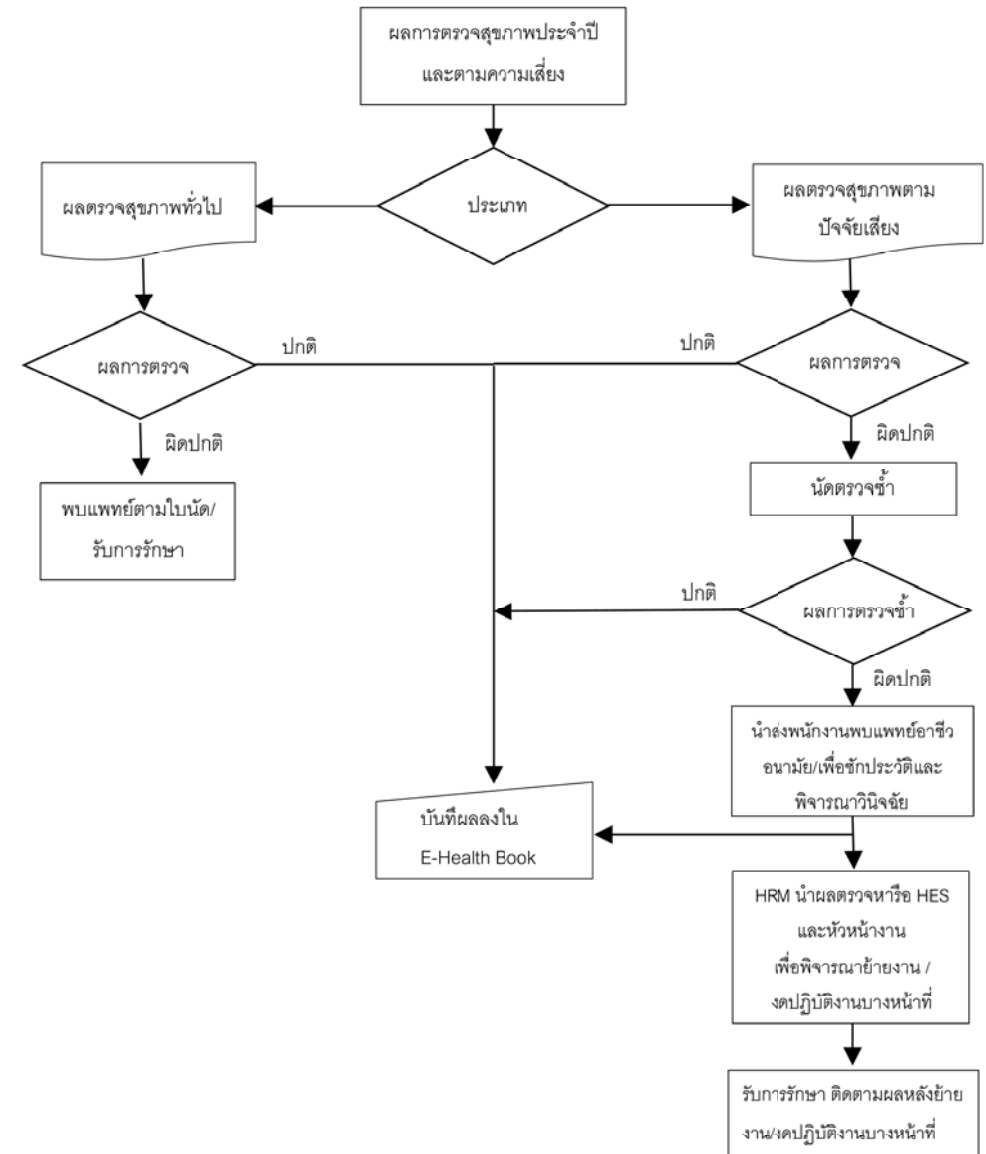 ผลการตรวจสุขภาพประจำปี
และตามความเสี่ยง
ประเภท
ผลตรวจสุขภาพทั่วไป
ผลตรวจสุขภาพตาม
ปัจจัยเสี่ยง
ผลการตรวจ
ปกติ
ปกติ
ผลการตรวจ
ผิดปกติ
ผิดปกติ
พบแพทย์ตามใบนัด/
รับการรักษา
นัดตรวจซ้ำ
ปกติ
ผลการตรวจซ้ำ
ผิดปกติ
นำส่งพนักงานพบแพทย์อาชีว
อนามัย/เพื่อซักประวัติและ
พิจารณาวินิจฉัย
บันทึผลลงใน
E-Health Book
HRM นำผลตรวจหารือ HES
และหัวหน้างาน
เพื่อพิจารณาย้ายงาน /
งดปฏิบัติงานบางหน้าที่
รับการรักษา ติดตามผลหลังย้าย
งาน/งดปฏิบัติงานบางหน้าที่